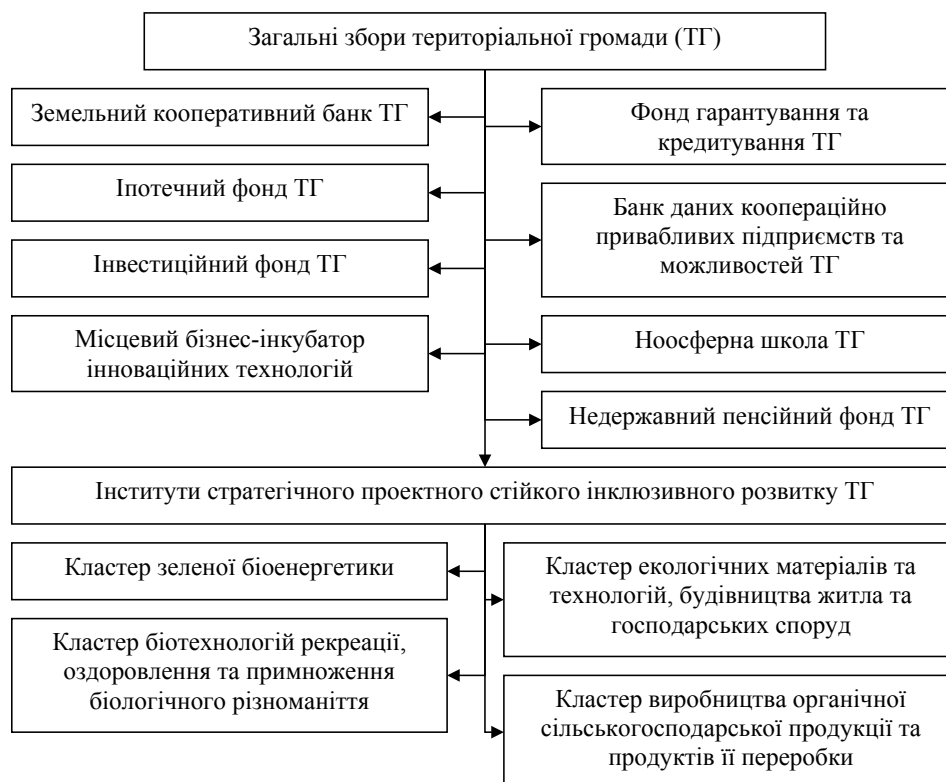 Загальні збори територіальної громади (ТГ)
Земельний кооперативний банк ТГ
Фонд гарантування та
кредитування ТГ
Іпотечний фонд ТГ
Банк даних коопераційно
привабливих підприємств та
можливостей ТГ
Інвестиційний фонд ТГ
Місцевий бізнес-інкубатор
інноваційних технологій
Ноосферна школа ТГ
Недержавний пенсійний фонд ТГ
Інститути стратегічного проектного стійкого інклюзивного розвитку ТГ
Кластер зеленої біоенергетики
Кластер екологічних матеріалів та
технологій, будівництва житла та
господарських споруд
Кластер біотехнологій рекреації,
оздоровлення та примноження
біологічного різноманіття
Кластер виробництва органічної
сільськогосподарської продукції та
продуктів її переробки